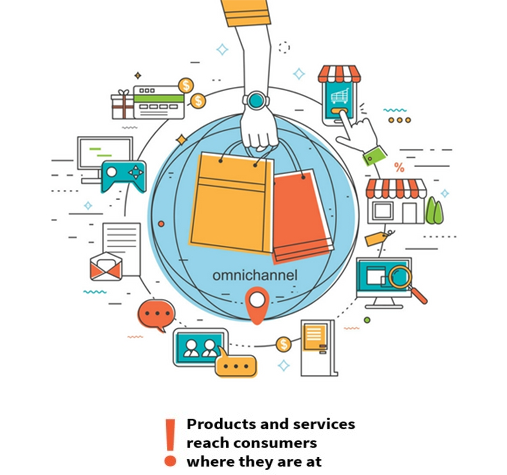 $
$
%
omnichannel
$
! Products and services
reach consumers
where they are at